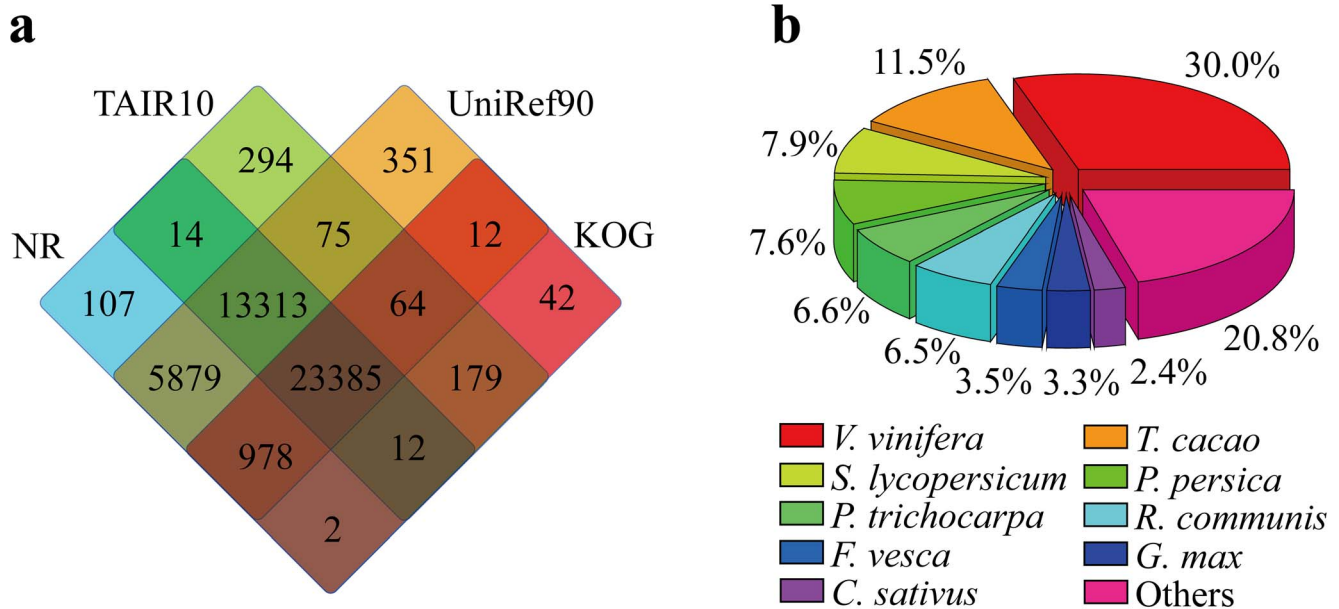 a
TAIR10
UniRef90
294
351
NR
14
75
12
KOG
107
13313
64
42
5879
23385
179
978
12
2
b
11.5%
30.0%
7.9%
7.6%
6.6%
6.5%
3.5%
3.3%
2.4%
20.8%
V. vinifera
T. cacao
S. lycopersicum
P. persica
P. trichocarpa
R. communis
F. vesca
G. max
C. sativus
Others